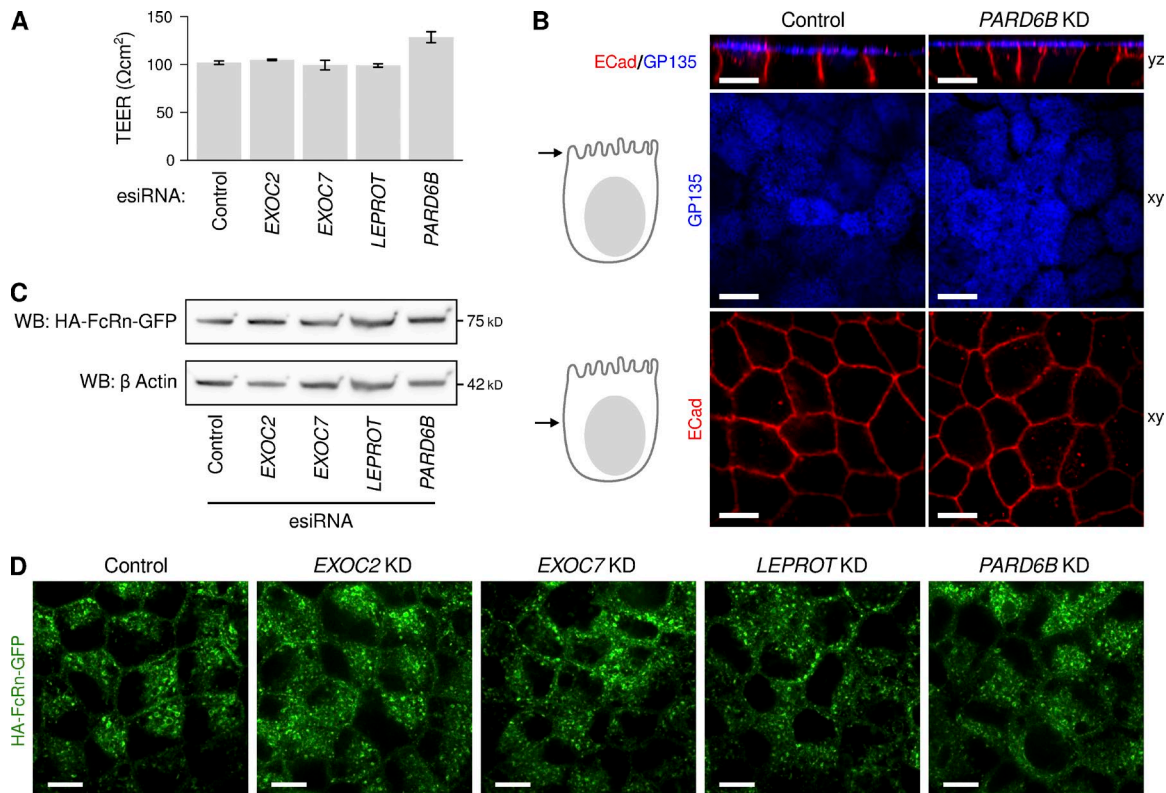 A
TEER (Ωcm2)
150
100
50
0
esiRNA:
Control
EXOC2
EXOC7
LEPROT
PARD6B
B
Control
PARD6B KD
ECad/GP135
yz
GP135
xy
ECad
xy
C
WB: HA-FcRn-GFP
75 kD
WB: β Actin
42 kD
Control
EXOC2
EXOC7
LEPROT
PARD6B
esiRNA
D
Control
EXOC2 KD
EXOC7 KD
LEPROT KD
PARD6B KD
HA-FcRn-GFP